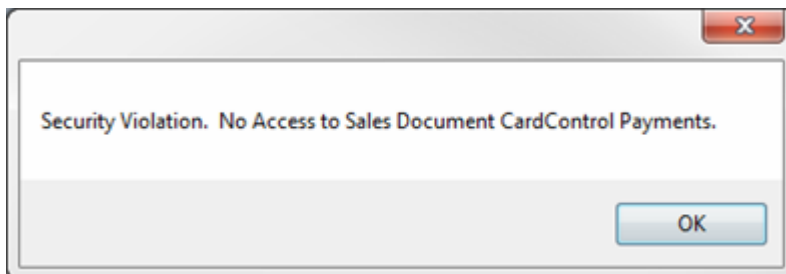 Security Violation.  No Access to Sales Document CardControl Payments.
OK